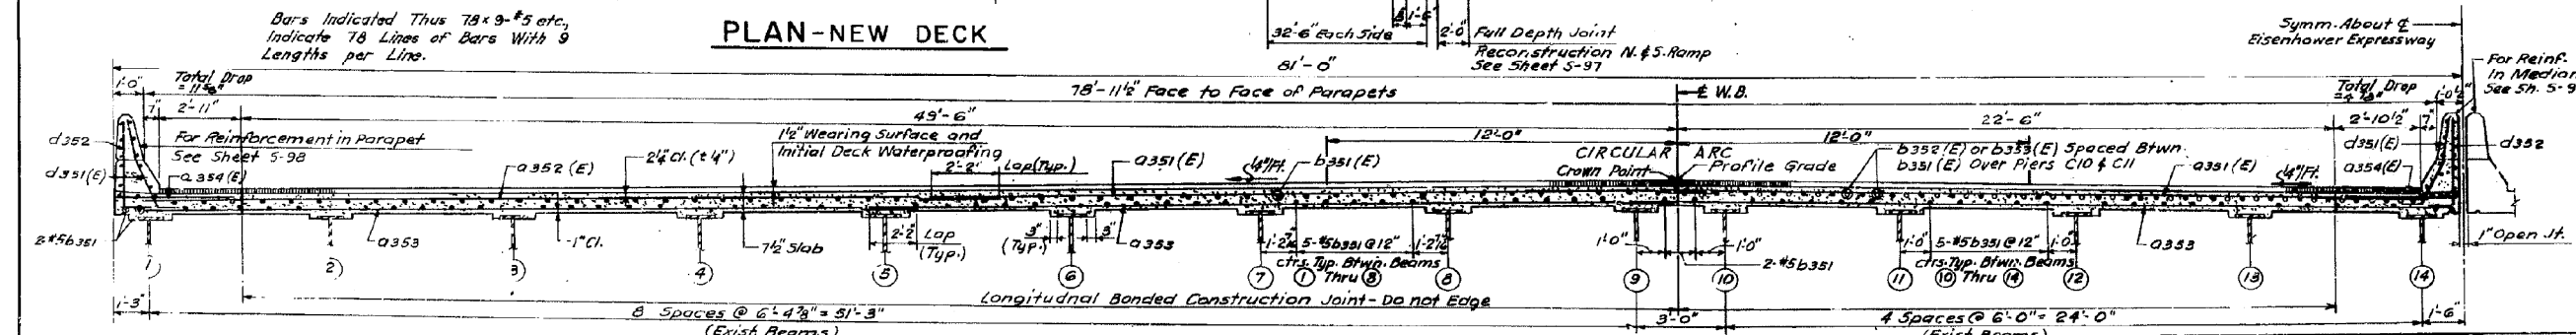 Bars Indicated Thus 78 x 9-#5 etc.,
Indicate 78 Lines of Bars With 9
Lengths per Line.
PLAN-NEW DECK
32'-6" Each Side
2'-0"
Full Depth Joint
Reconstruction N. & S. Ramp
See Sheet S-97
Symm. About ℄
Eisenhower Expressway
81'-0"
For Reinf.
In Median
See Sh. S-9
1'-0"
Total Drop
78'-11½" Face to Face of Parapets
℄ W.B.
Total Drop
7"
2'-11"
49'-6"
22'-6"
2'-10½"
7"
12'-0"
12'-0"
d352
For Reinforcement in Parapet
See Sheet S-98
d351(E)
a354(E)
a352 (E)
2¼" Cl. (±¼")
1½" Wearing Surface and
Initial Deck Waterproofing
Lap (Typ.)
2'-2"
a351(E)
¼"/Ft.
b351(E)
CIRCULAR ARC
Crown Point
Profile Grade
b352(E) or b353(E) Spaced Btwn.
b351(E) Over Piers C10 & C11
a351(E)
¼"/Ft.
d351(E)
a354(E)
d352
2-#5b351
a353
1" Cl.
7½" Slab
2'-2" Lap
(Typ.)
3"
(Typ.)
3"
a353
5-#5b351 @ 12"
ctrs. Typ. Btwn. Beams
① Thru ⑧
1'-0"
1'-0"
2-#5b351
1'-0"
5-#5b351 @ 12"
1'-0"
ctrs. Typ. Btwn. Beams
⑩ Thru ⑭
a353
1" Open Jt.
1 2 3 4 5 6 7 8 9 10 11 12 13 14
1'-3"
Longitudnal Bonded Construction Joint-Do not Edge
8 Spaces @ 6'-4⅞" = 51'-3"
(Exist. Beams)
3'-0"
4 Spaces @ 6'-0" = 24'-0"
(Exist. Beams)
1'-6"